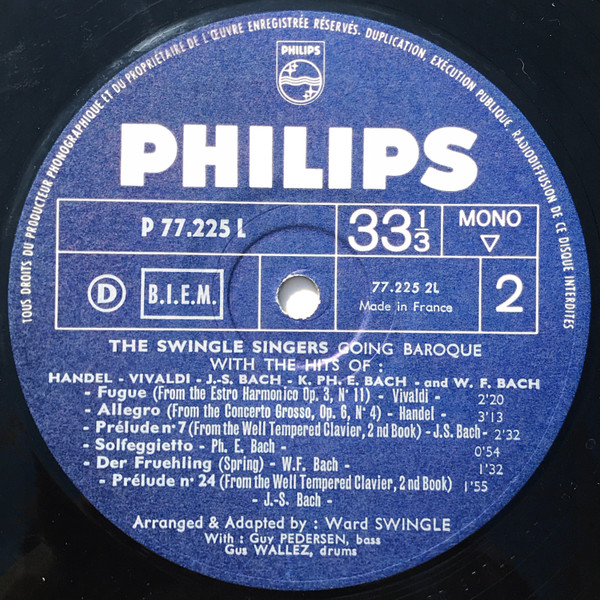 TOUS DROITS DU PRODUCTEUR PHONOGRAPHIQUE ET DU PROPRIÉTAIRE DE L'ŒUVRE ENREGISTRÉE RÉSERVÉS. DUPLICATION, EXÉCUTION PUBLIQUE, RADIODIFFUSION DE CE DISQUE INTERDITES
PHILIPS
PHILIPS
P 77.225 L
33 1/3
MONO
▽
D
B.I.E.M.
77.225 2L
Made in France
2
THE SWINGLE SINGERS GOING BAROQUE
WITH THE HITS OF :
HANDEL - VIVALDI - J.-S. BACH - K. PH. E. BACH - and W. F. BACH
- Fugue (From the Estro Harmonico Op. 3, N° 11) - Vivaldi - 2'20
- Allegro (From the Concerto Grosso, Op. 6, N° 4) - Handel - 3'13
- Prélude n° 7 (From the Well Tempered Clavier, 2 nd Book) - J.S. Bach - 2'32
- Solfeggietto - Ph. E. Bach - 0'54
- Der Fruehling (Spring) - W.F. Bach - 1'32
- Prélude n° 24 (From the Well Tempered Clavier, 2 nd Book) 1'55
- J.-S. Bach -
Arranged & Adapted by : Ward SWINGLE
With : Guy PEDERSEN, bass
Gus WALLEZ, drums